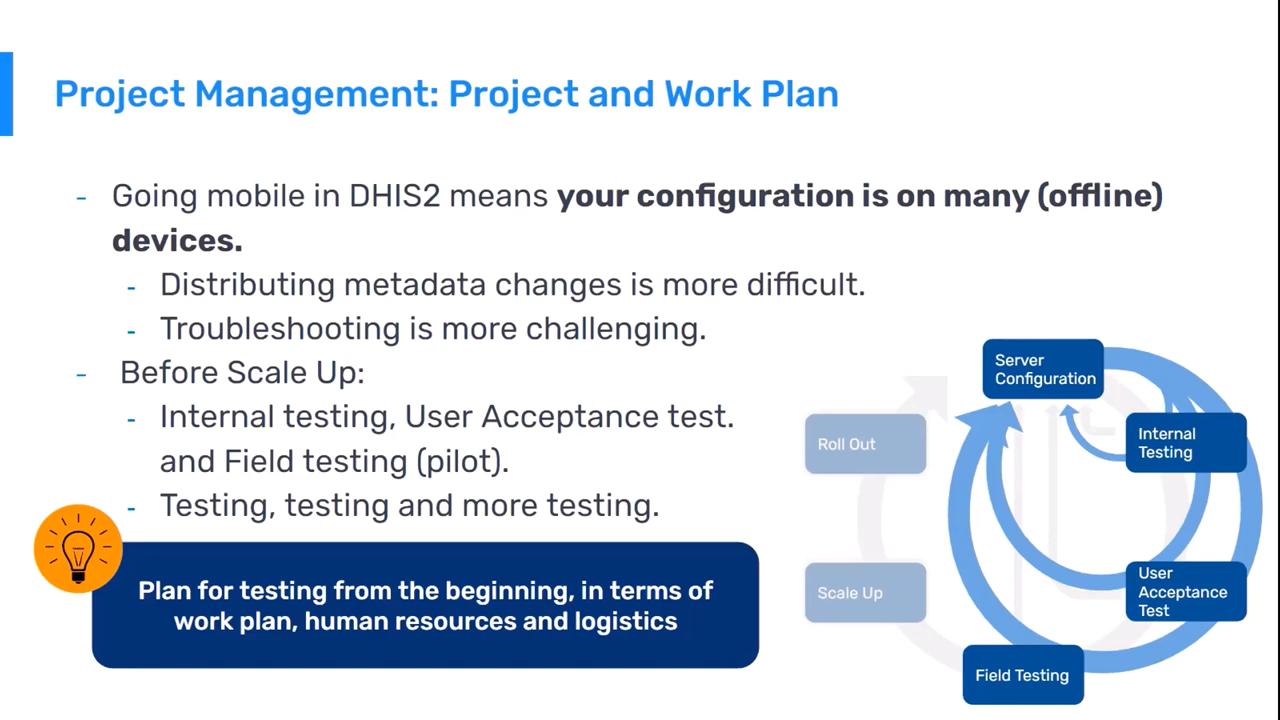 Project Management: Project and Work Plan
- Going mobile in DHIS2 means your configuration is on many (offline)
devices.
- Distributing metadata changes is more difficult.
- Troubleshooting is more challenging.
- Before Scale Up:
- Internal testing, User Acceptance test.
and Field testing (pilot).
- Testing, testing and more testing.
Plan for testing from the beginning, in terms of
work plan, human resources and logistics
Server
Configuration
Internal
Testing
User
Acceptance
Test
Field Testing
Scale Up
Roll Out